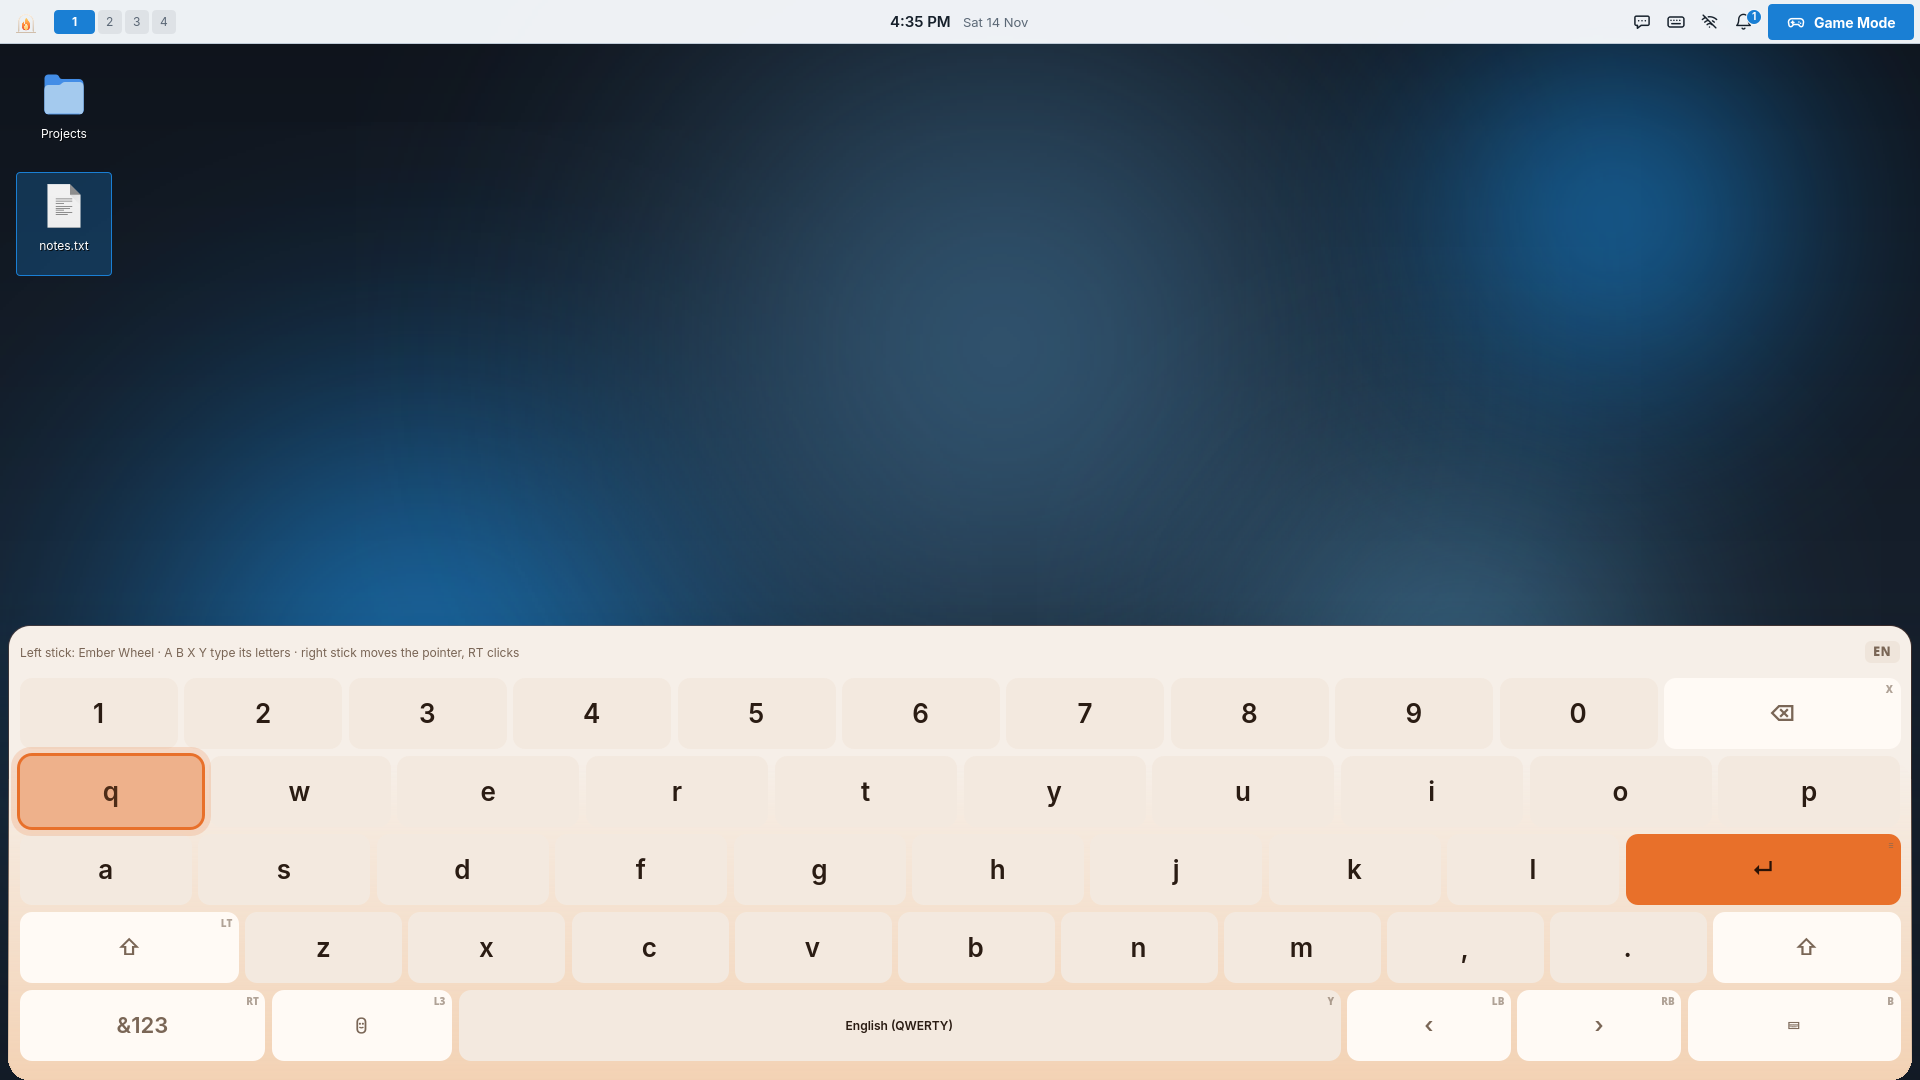 1 2 3 4 4:35 PM Sat 14 Nov 1 Game Mode
Projects
notes.txt
Left stick: Ember Wheel · A B X Y type its letters · right stick moves the pointer, RT clicks EN
1 2 3 4 5 6 7 8 9 0 X
q w e r t y u i o p
a s d f g h j k l
LT z x c v b n m , .
&123 RT L3 English (QWERTY) Y ‹ LB › RB B